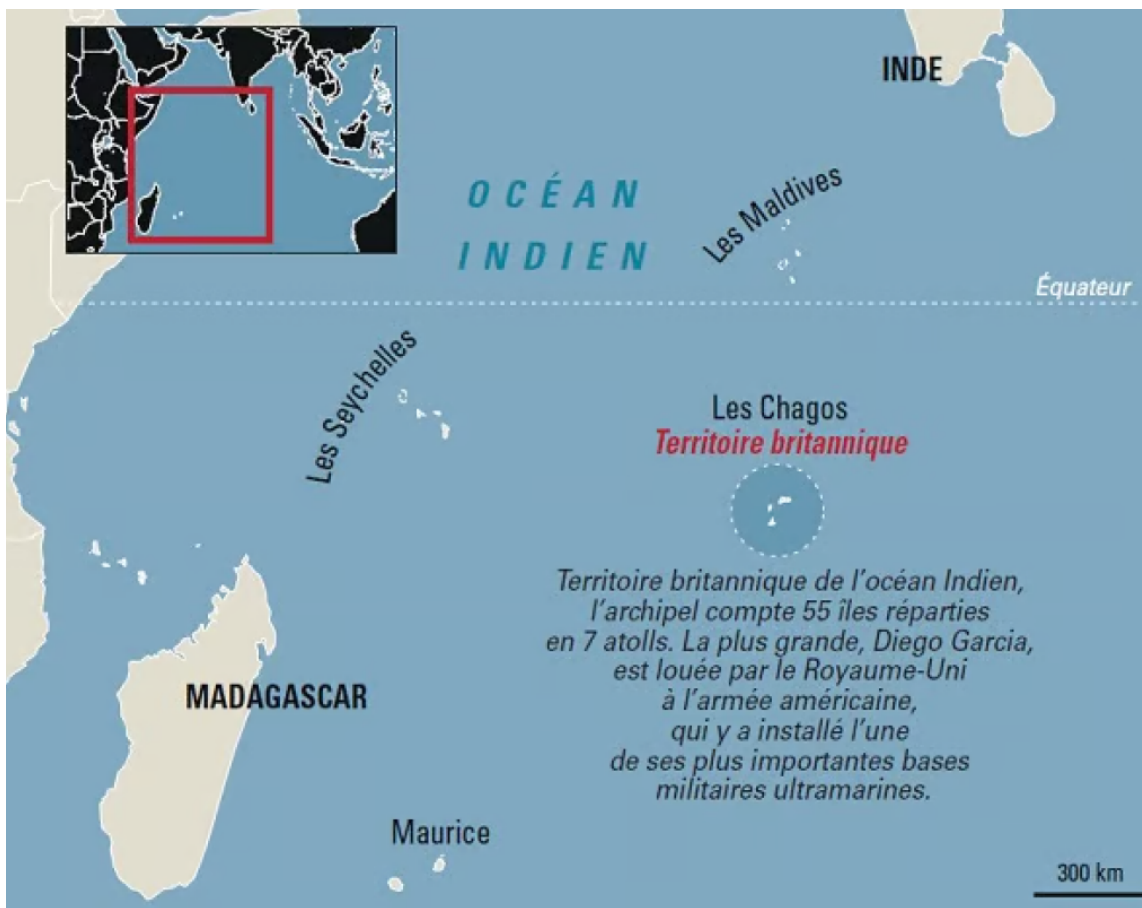 INDE
OCÉAN
INDIEN
Les Maldives
Équateur
Les Seychelles
Les Chagos
Territoire britannique
Territoire britannique de l'océan Indien,
l'archipel compte 55 îles réparties
en 7 atolls. La plus grande, Diego Garcia,
est louée par le Royaume-Uni
à l'armée américaine,
qui y a installé l'une
de ses plus importantes bases
militaires ultramarines.
MADAGASCAR
Maurice
300 km